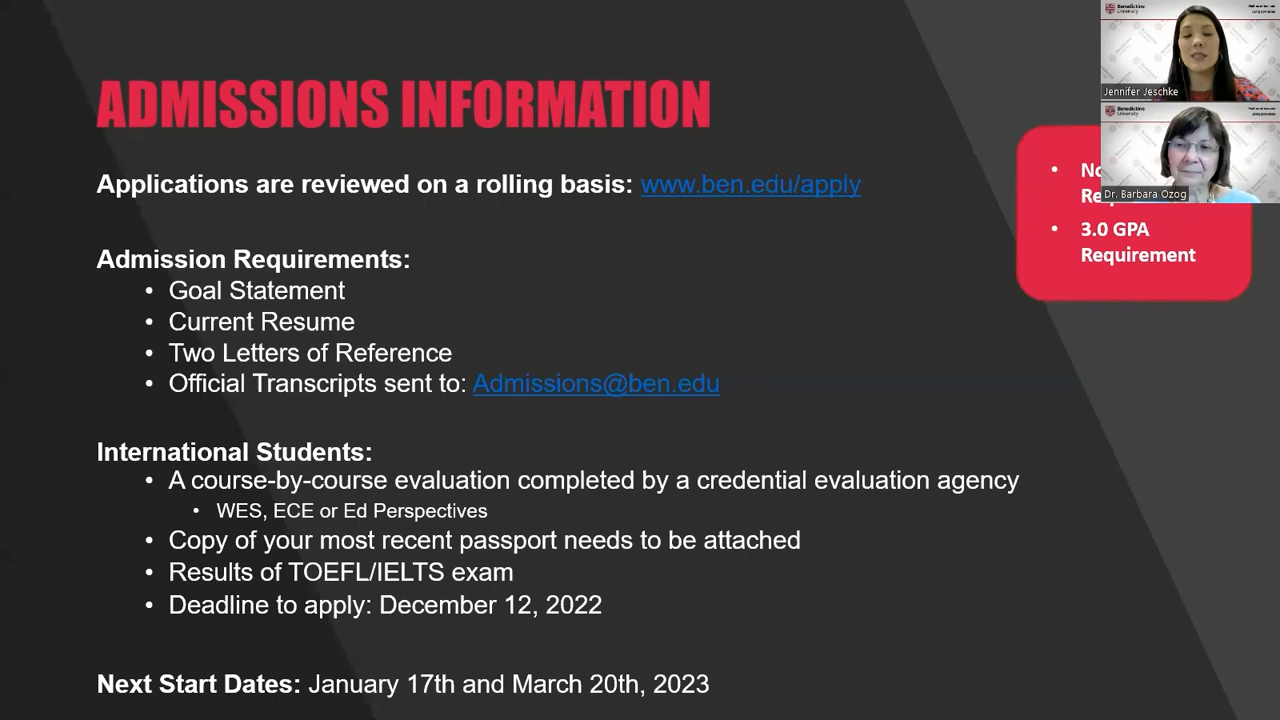 ADMISSIONS INFORMATION
Applications are reviewed on a rolling basis: www.ben.edu/apply
Admission Requirements:
• Goal Statement
• Current Resume
• Two Letters of Reference
• Official Transcripts sent to: Admissions@ben.edu
International Students:
• A course-by-course evaluation completed by a credential evaluation agency
• WES, ECE or Ed Perspectives
• Copy of your most recent passport needs to be attached
• Results of TOEFL/IELTS exam
• Deadline to apply: December 12, 2022
Next Start Dates: January 17th and March 20th, 2023
Benedictine
University
Jennifer Jeschke
Benedictine
University
Dr. Barbara Ozog
• 3.0 GPA
Requirement